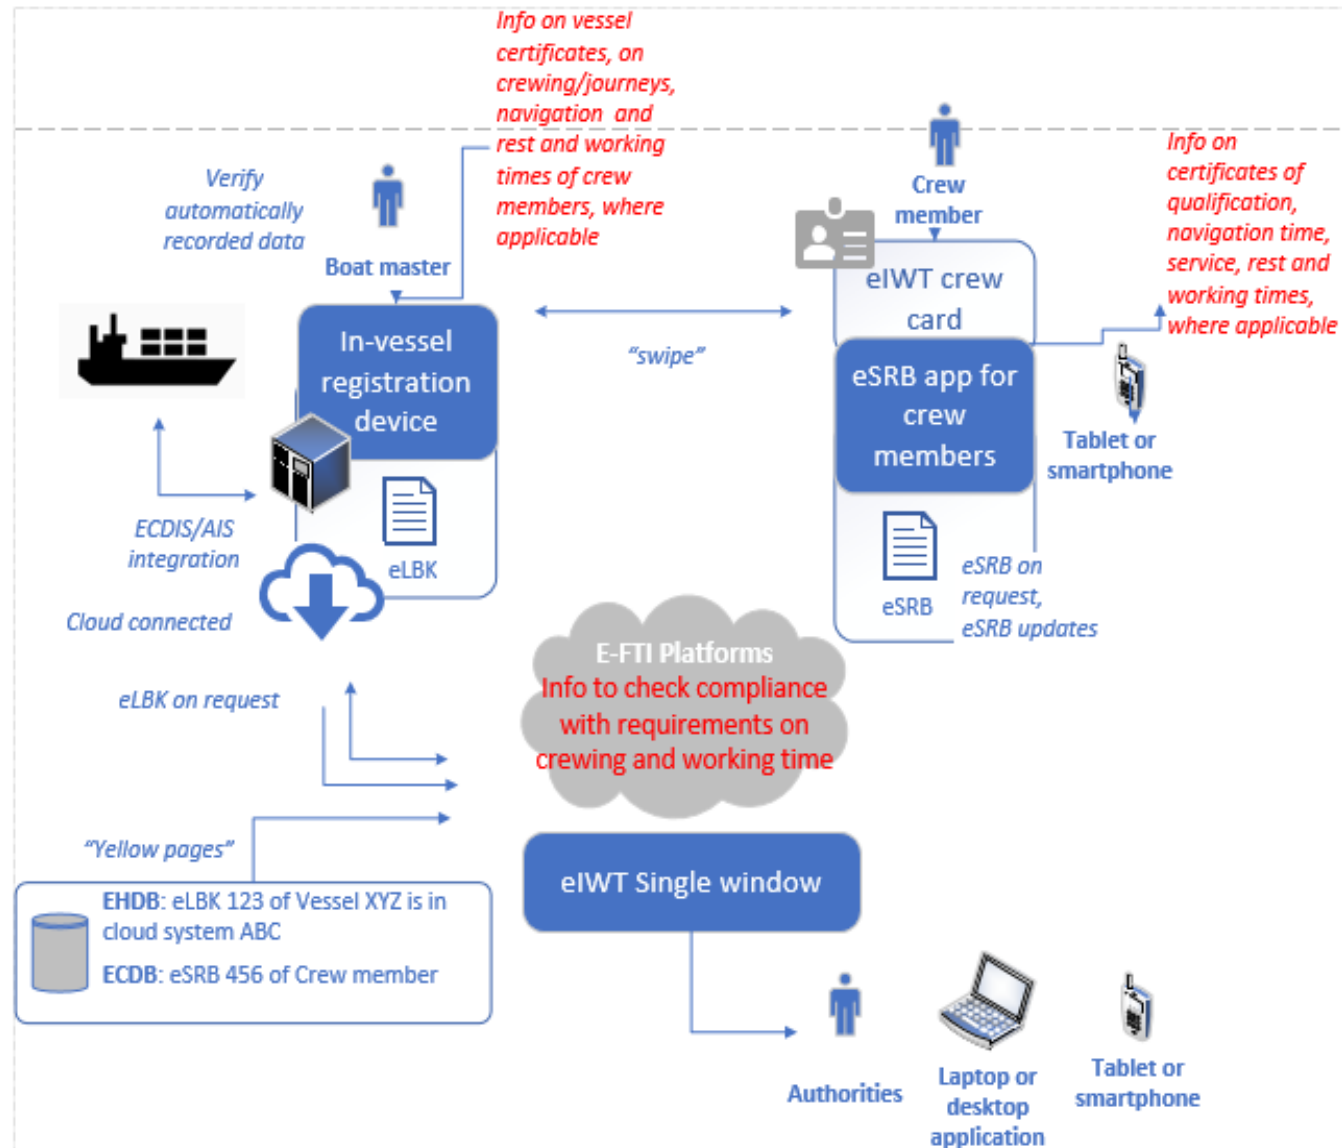 Info on vessel
certificates, on
crewing/journeys,
navigation and
rest and working
times of crew
members, where
applicable
Verify
automatically
recorded data
Boat master
Crew
member
Info on
certificates of
qualification,
navigation time,
service, rest and
working times,
where applicable
In-vessel
registration
device
"swipe"
eIWT crew
card
eSRB app for
crew
members
Tablet or
smartphone
ECDIS/AIS
integration
eLBK
eSRB
eSRB on
request,
eSRB updates
Cloud connected
eLBK on request
E-FTI Platforms
Info to check compliance
with requirements on
crewing and working time
"Yellow pages"
EHDB: eLBK 123 of Vessel XYZ is in
cloud system ABC
ECDB: eSRB 456 of Crew member
eIWT Single window
Authorities
Laptop or
desktop
application
Tablet or
smartphone